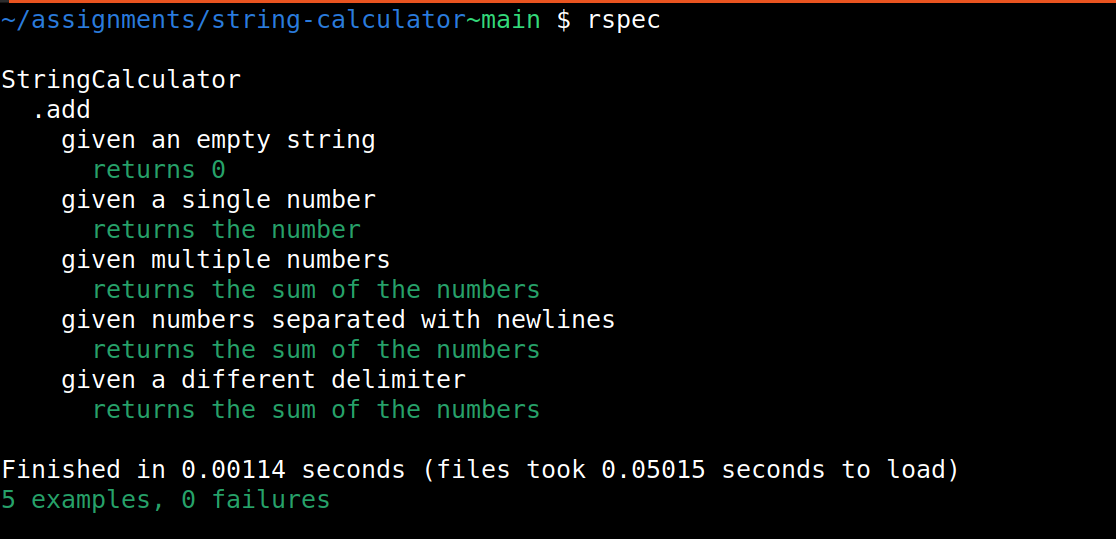 ~/assignments/string-calculator~main $ rspec
StringCalculator
.add
given an empty string
returns 0
given a single number
returns the number
given multiple numbers
returns the sum of the numbers
given numbers separated with newlines
returns the sum of the numbers
given a different delimiter
returns the sum of the numbers
Finished in 0.00114 seconds (files took 0.05015 seconds to load)
5 examples, 0 failures